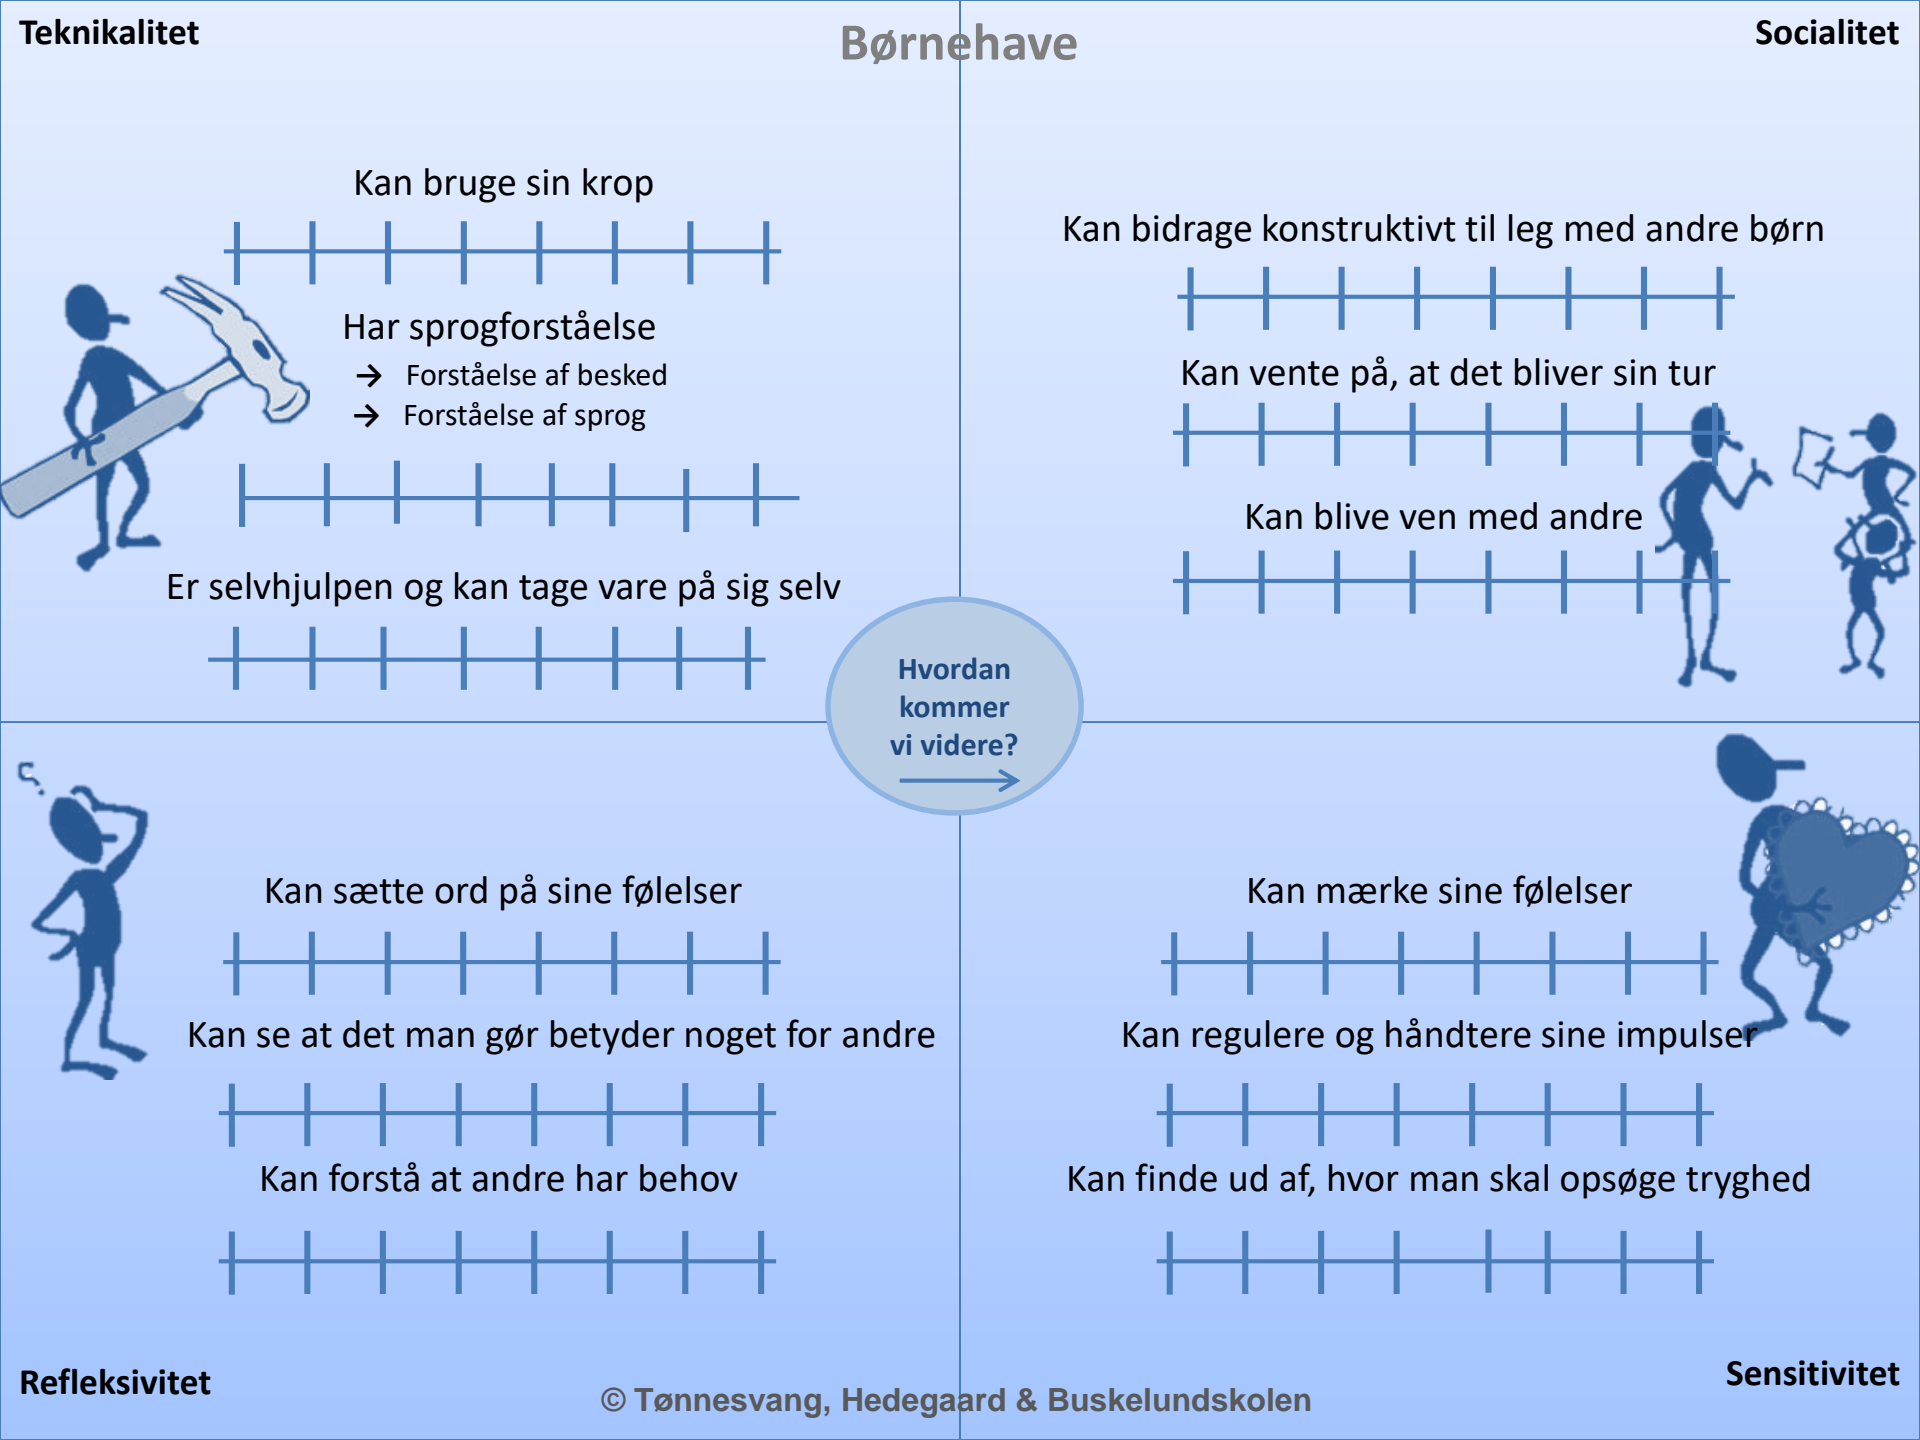 Børnehave
Teknikalitet
Kan bruge sin krop
Har sprogforståelse
→ Forståelse af besked
→ Forståelse af sprog
Er selvhjulpen og kan tage vare på sig selv
Socialitet
Kan bidrage konstruktivt til leg med andre børn
Kan vente på, at det bliver sin tur
Kan blive ven med andre
Hvordan
kommer
vi videre?
Kan sætte ord på sine følelser
Kan se at det man gør betyder noget for andre
Kan forstå at andre har behov
Refleksivitet
Kan mærke sine følelser
Kan regulere og håndtere sine impulser
Kan finde ud af, hvor man skal opsøge tryghed
Sensitivitet
© Tønnesvang, Hedegaard & Buskelundskolen